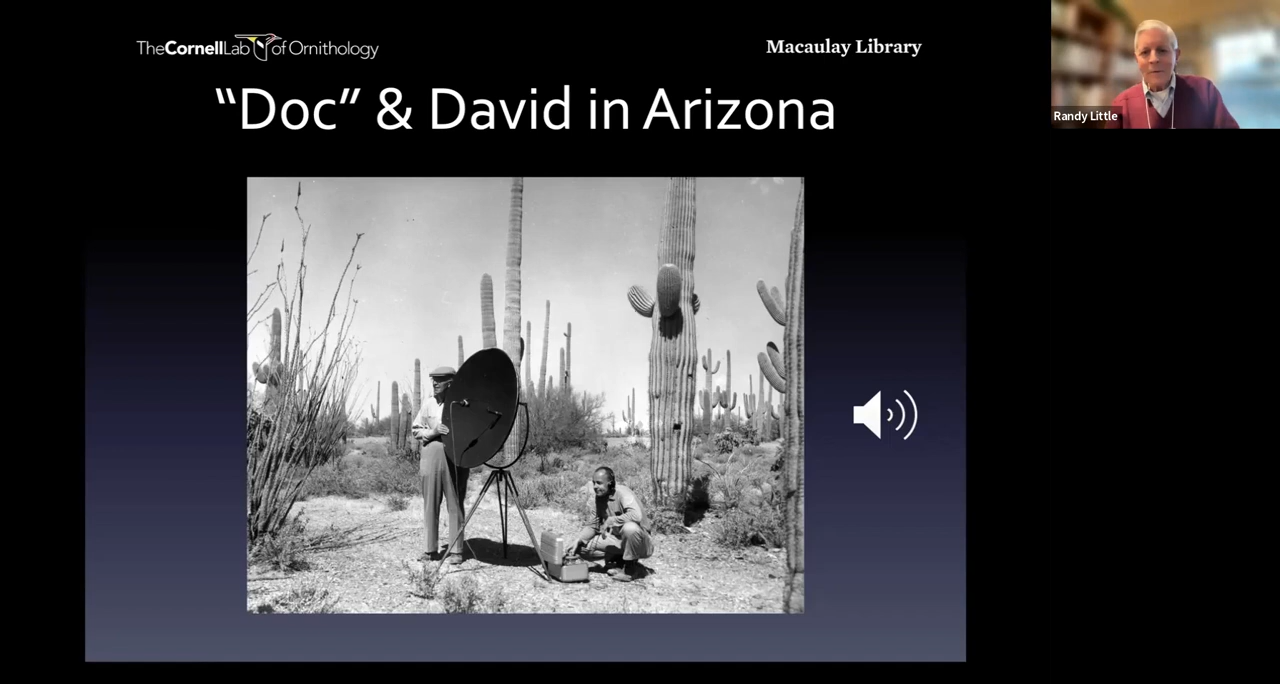 TheCornellLab of Ornithology
Macaulay Library
“Doc” & David in Arizona
Randy Little